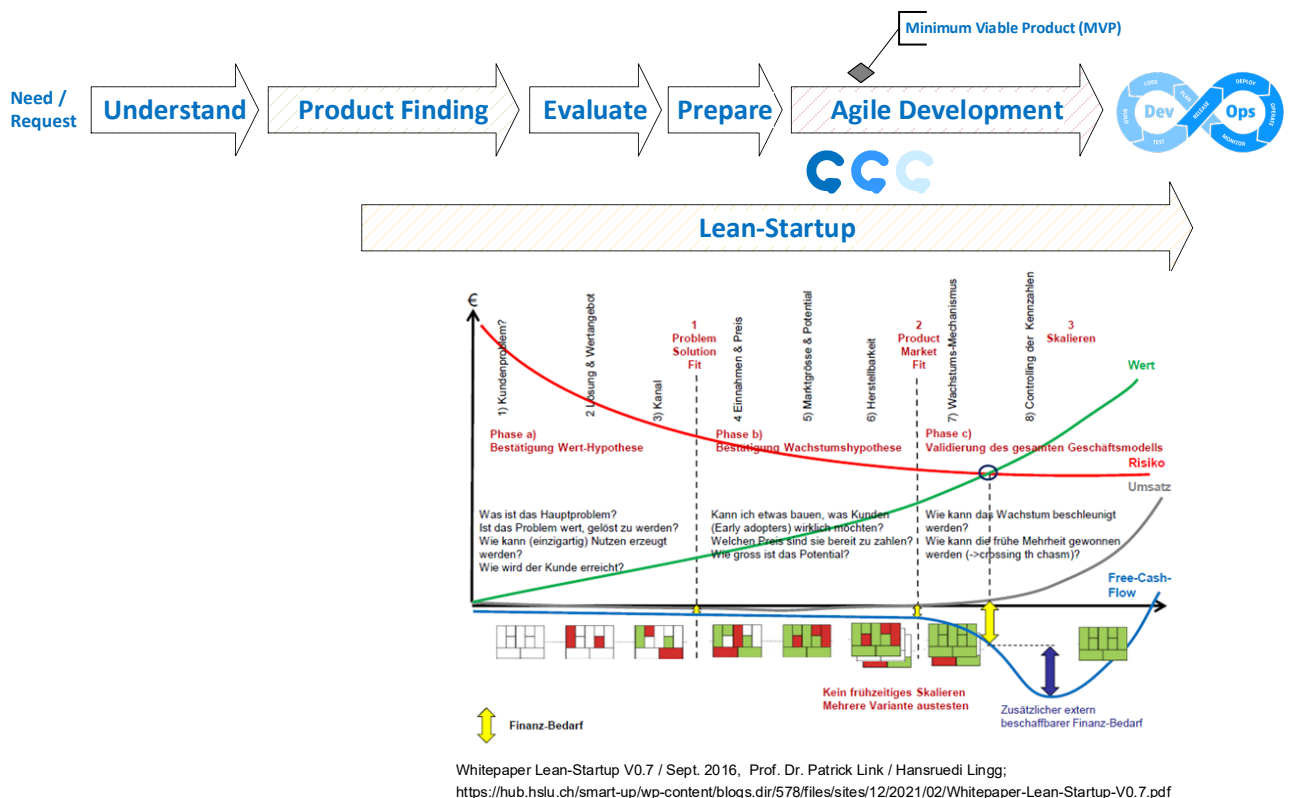 Minimum Viable Product (MVP)
Need /
Request
Understand
Product Finding
Evaluate
Prepare
Agile Development
CODE
BUILD
TEST
PLAN
RELEASE
DEPLOY
OPERATE
MONITOR
Dev
Ops
Lean-Startup
€
1) Kundenproblem?
2 Lösung & Wertangebot
3) Kanal
1
Problem
Solution
Fit
4 Einnahmen & Preis
5) Marktgrösse & Potential
6) Herstellbarkeit
2
Product
Market
Fit
7) Wachstums-Mechanismus
8) Controlling der Kennzahlen
3
Skalieren
Wert
Phase a)
Bestätigung Wert-Hypothese
Phase b)
Bestätigung Wachstumshypothese
Phase c)
Validierung des gesamten Geschäftsmodells
Risiko
Umsatz
Was ist das Hauptproblem?
Ist das Problem wert, gelöst zu werden?
Wie kann (einzigartig) Nutzen erzeugt
werden?
Wie wird der Kunde erreicht?
Kann ich etwas bauen, was Kunden
(Early adopters) wirklich möchten?
Welchen Preis sind sie bereit zu zahlen?
Wie gross ist das Potential?
Wie kann das Wachstum beschleunigt
werden?
Wie kann die frühe Mehrheit gewonnen
werden (->crossing th chasm)?
Free-Cash-
Flow
Kein frühzeitiges Skalieren
Mehrere Variante austesten
Zusätzlicher extern
beschaffbarer Finanz-Bedarf
Finanz-Bedarf
Whitepaper Lean-Startup V0.7 / Sept. 2016, Prof. Dr. Patrick Link / Hansruedi Lingg;
https://hub.hslu.ch/smart-up/wp-content/blogs.dir/578/files/sites/12/2021/02/Whitepaper-Lean-Startup-V0.7.pdf